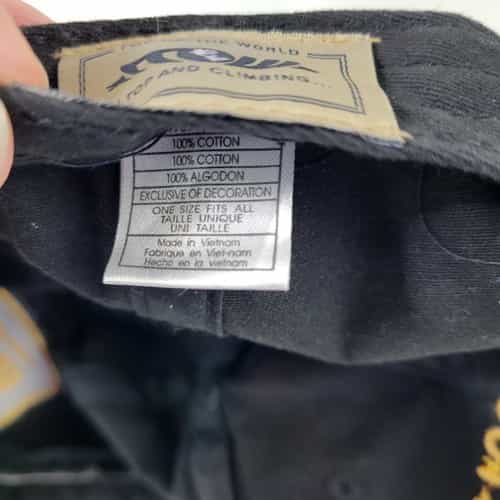 THE WORLD
TOP AND CLIMBING...
100% COTTON
100% COTTON
100% ALGODON
EXCLUSIVE OF DECORATION
ONE SIZE FITS ALL
TAILLE UNIQUE
UNI TAILLE
Made in Vietnam
Fabrique en Viet-nam
Hecho en la vietnam